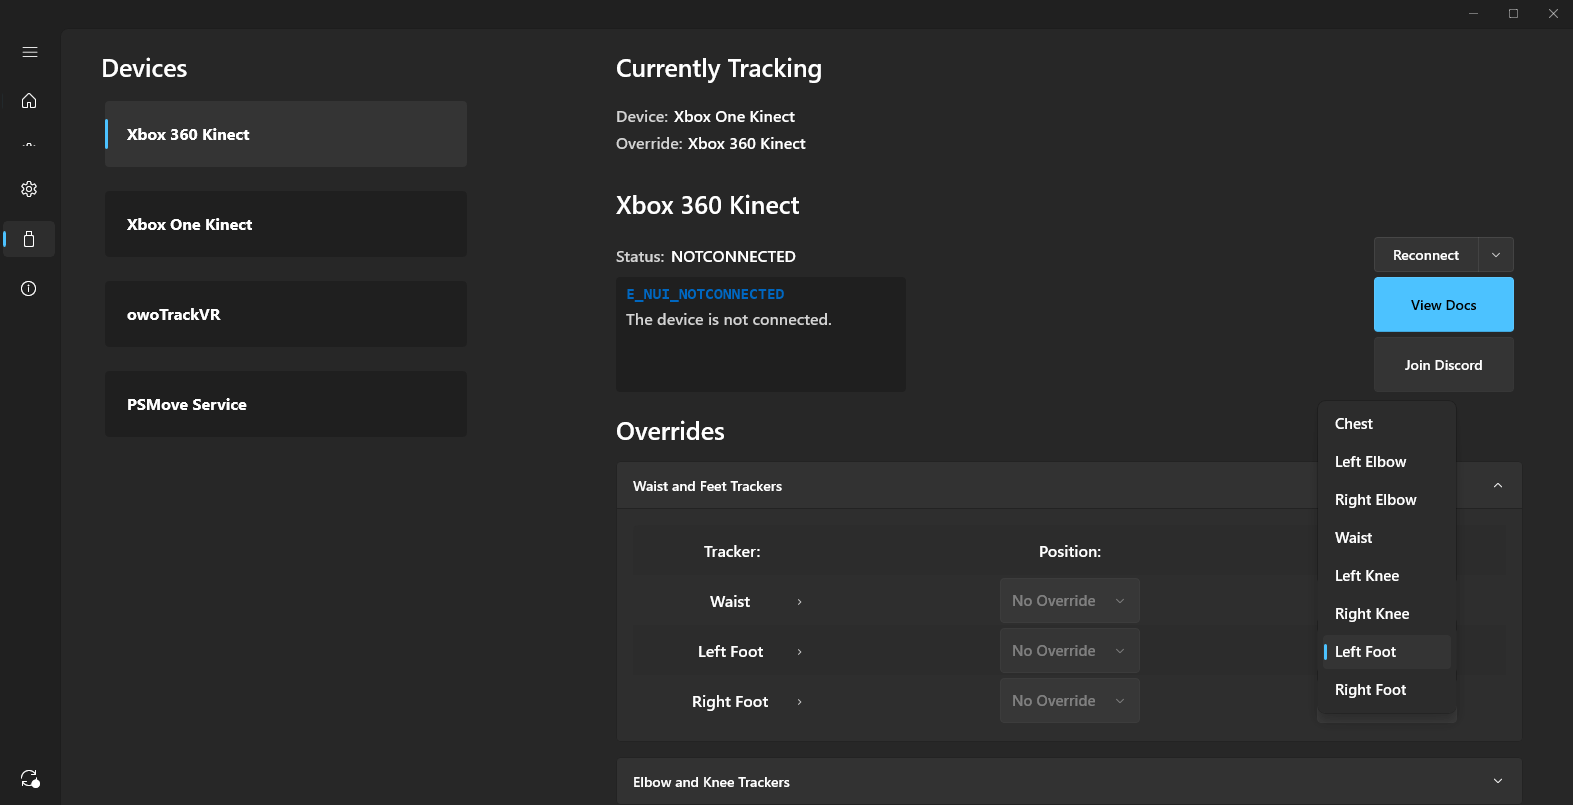 Devices
Xbox 360 Kinect
Xbox One Kinect
owoTrackVR
PSMove Service
Currently Tracking
Device: Xbox One Kinect
Override: Xbox 360 Kinect
Xbox 360 Kinect
Status: NOTCONNECTED
E_NUI_NOTCONNECTED
The device is not connected.
Reconnect
View Docs
Join Discord
Overrides
Waist and Feet Trackers
Tracker: Position:
Waist No Override
Left Foot No Override
Right Foot No Override
Chest
Left Elbow
Right Elbow
Waist
Left Knee
Right Knee
Left Foot
Right Foot
Elbow and Knee Trackers